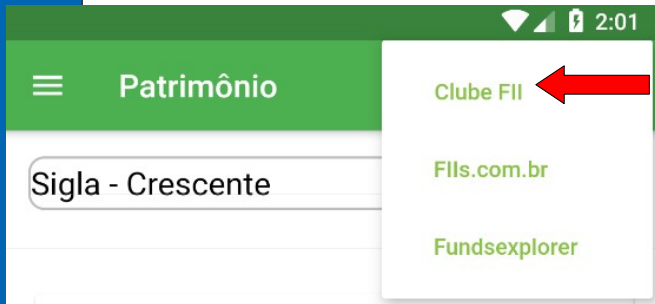 2:01
Patrimônio
Clube FII
Sigla - Crescente
FIIs.com.br
Fundsexplorer